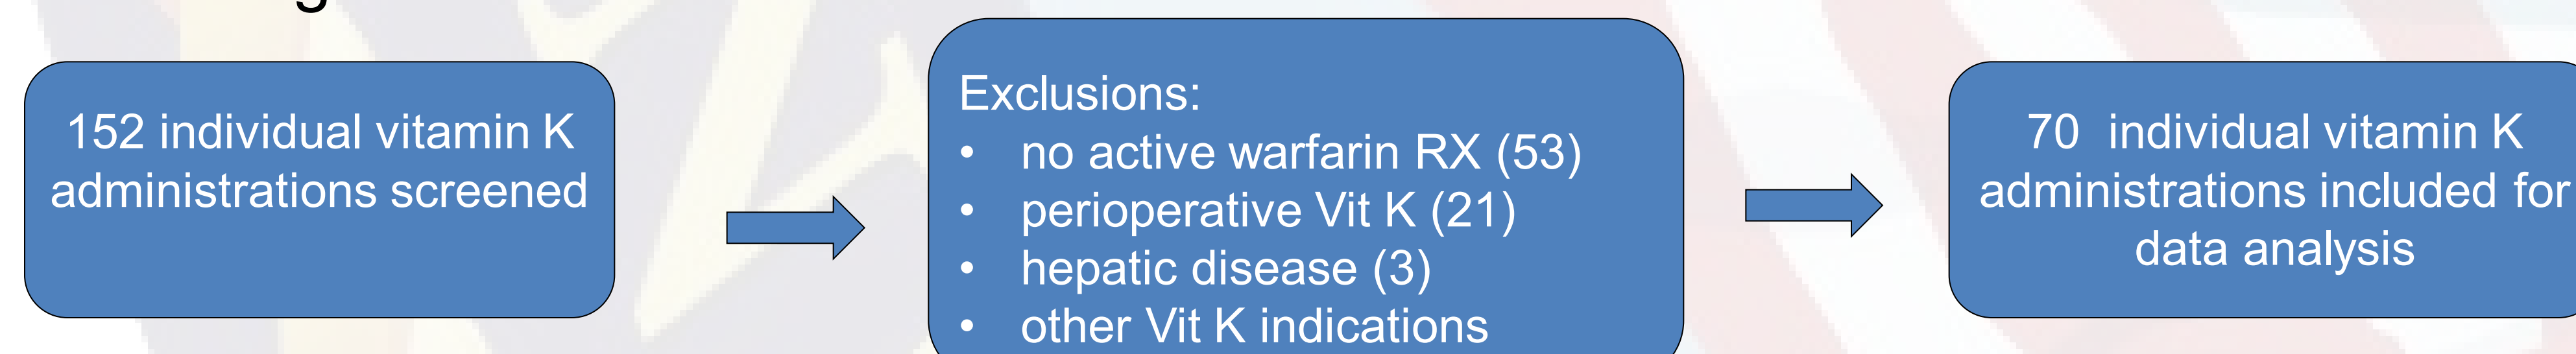 152 individual vitamin K
administrations screened
Exclusions:
• no active warfarin RX (53)
• perioperative Vit K (21)
• hepatic disease (3)
• other Vit K indications
70 individual vitamin K
administrations included for
data analysis